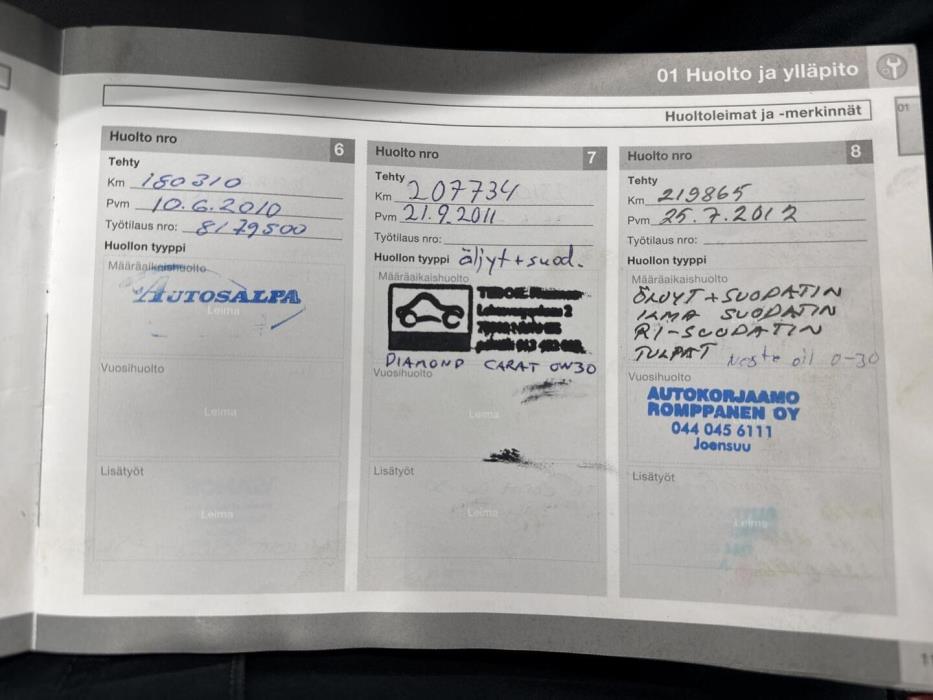 01 Huolto ja ylläpito
01
Huoltoleimat ja -merkinnät
Huolto nro 6
Tehty
Km 180310
Pvm 10.6.2010
Työtilaus nro: 8179500
Huollon tyyppi
Määräaikaishuolto
AUTOSALPA
Leima
Vuosihuolto
Leima
Lisätyöt
Leima
Huolto nro 7
Tehty
Km 207734
Pvm 21.9.2011
Työtilaus nro:
Huollon tyyppi öljyt+suod.
Määräaikaishuolto
DIAMOND CARAT 0W30
Vuosihuolto
Leima
Lisätyöt
Leima
Huolto nro 8
Tehty
Km 219865
Pvm 25.7.2012
Työtilaus nro:
Huollon tyyppi
Määräaikaishuolto
ÖLJYT + SUODATIN
ILMA SUODATIN
RI-SUODATIN
TULPAT Neste oil 0-30
Vuosihuolto
AUTOKORJAAMO
ROMPPANEN OY
044 045 6111
Joensuu
Lisätyöt
Leima